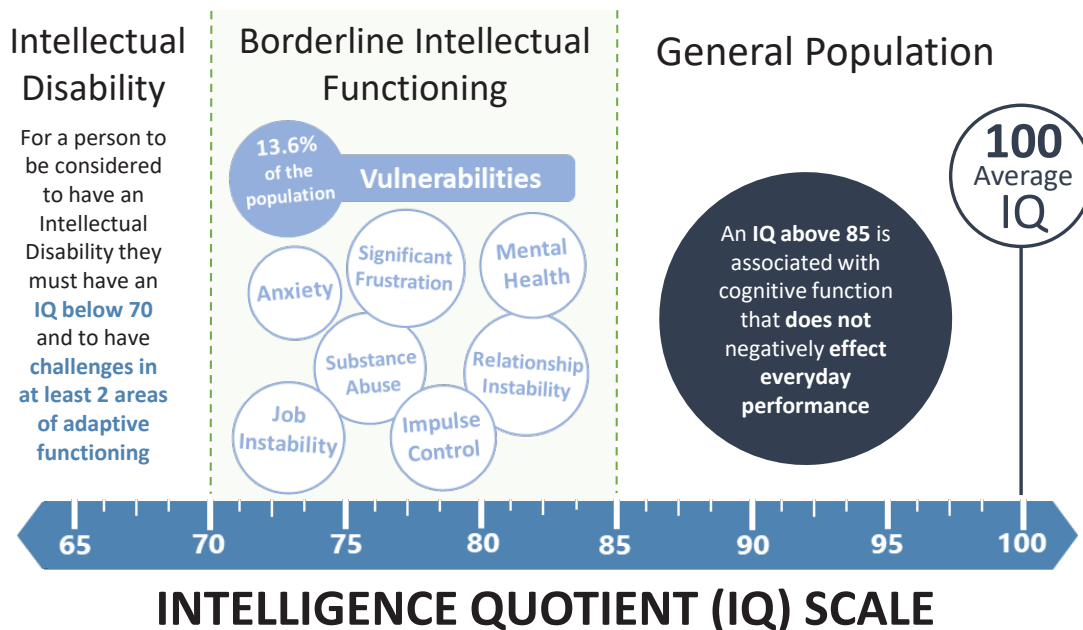 Intellectual
Disability
For a person to
be considered
to have an
Intellectual
Disability they
must have an
IQ below 70
and to have
challenges in
at least 2 areas
of adaptive
functioning
Borderline Intellectual
Functioning
13.6%
of the
population
Vulnerabilities
Anxiety
Significant
Frustration
Mental
Health
Substance
Abuse
Relationship
Instability
Job
Instability
Impulse
Control
General Population
An IQ above 85 is
associated with
cognitive function
that does not
negatively effect
everyday
performance
100
Average
IQ
65 70 75 80 85 90 95 100
INTELLIGENCE QUOTIENT (IQ) SCALE